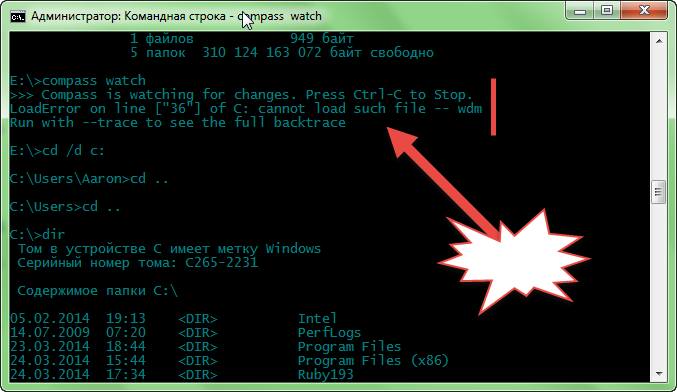 Администратор: Командная строка - compass watch
1 файлов 949 байт
5 папок 310 124 163 072 байт свободно
E:\>compass watch
>>> Compass is watching for changes. Press Ctrl-C to Stop.
LoadError on line ["36"] of C: cannot load such file -- wdm
Run with --trace to see the full backtrace
E:\>cd /d c:
C:\Users\Aaron>cd ..
C:\Users>cd ..
C:\>dir
Том в устройстве C имеет метку Windows
Серийный номер тома: C265-2231
Содержимое папки C:\
05.02.2014 19:13 <DIR> Intel
14.07.2009 07:20 <DIR> PerfLogs
23.03.2014 18:44 <DIR> Program Files
24.03.2014 15:44 <DIR> Program Files (x86)
24.03.2014 17:34 <DIR> Ruby193